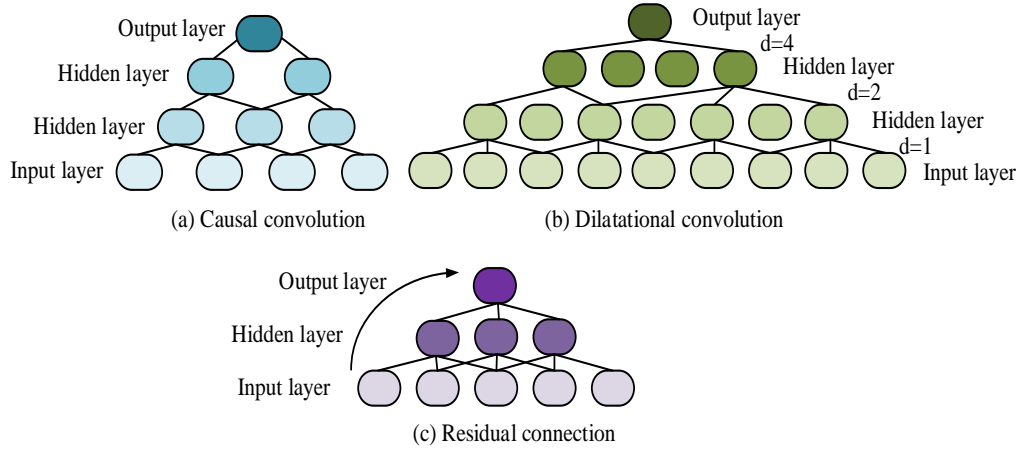 Output layer
Hidden layer
Hidden layer
Input layer
(a) Causal convolution
Output layer
d=4
Hidden layer
d=2
Hidden layer
d=1
Input layer
(b) Dilatational convolution
Output layer
Hidden layer
Input layer
(c) Residual connection